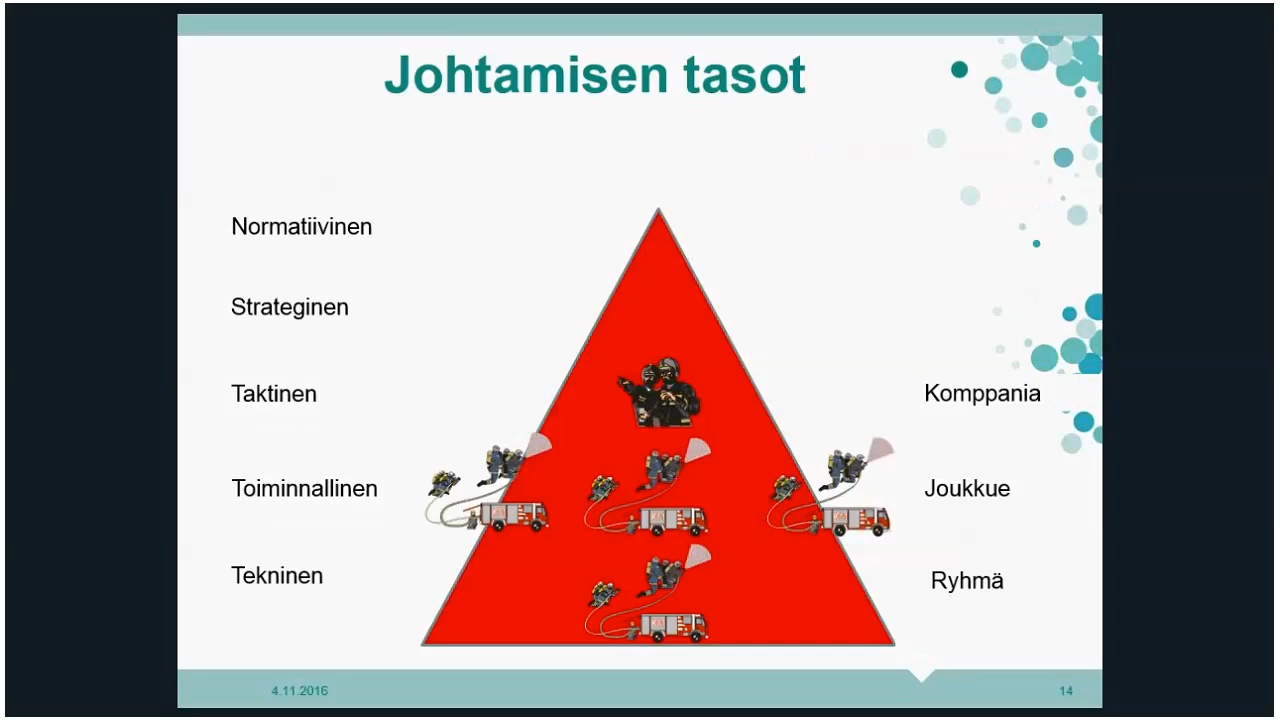 Johtamisen tasot
Normatiivinen
Strateginen
Taktinen
Komppania
Toiminnallinen
Joukkue
Tekninen
Ryhmä
4.11.2016
14